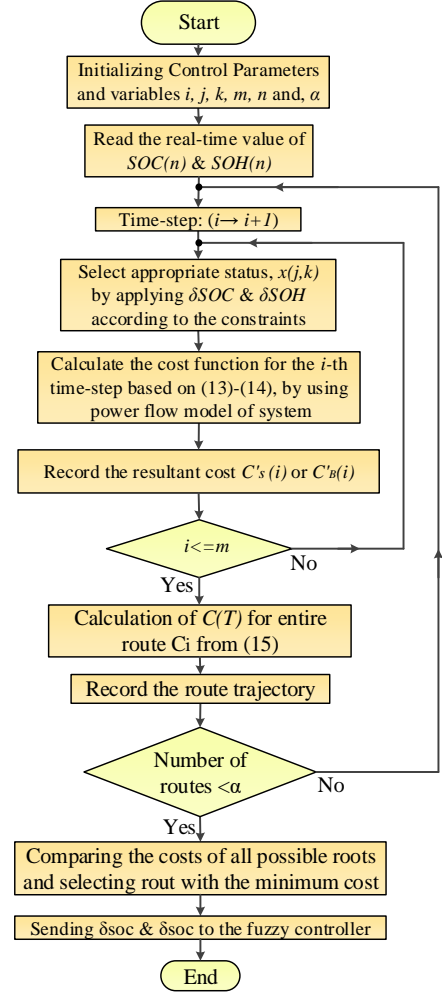 Start
Initializing Control Parameters
and variables i, j, k, m, n and, α
Read the real-time value of
SOC(n) & SOH(n)
Time-step: (i→ i+1)
Select appropriate status, x(j,k)
by applying δSOC & δSOH
according to the constraints
Calculate the cost function for the i-th
time-step based on (13)-(14), by using
power flow model of system
Record the resultant cost C's (i) or C'B(i)
i<=m
No
Yes
Calculation of C(T) for entire
route Ci from (15)
Record the route trajectory
Number of
routes <α
No
Yes
Comparing the costs of all possible roots
and selecting rout with the minimum cost
Sending δsoc & δsoc to the fuzzy controller
End